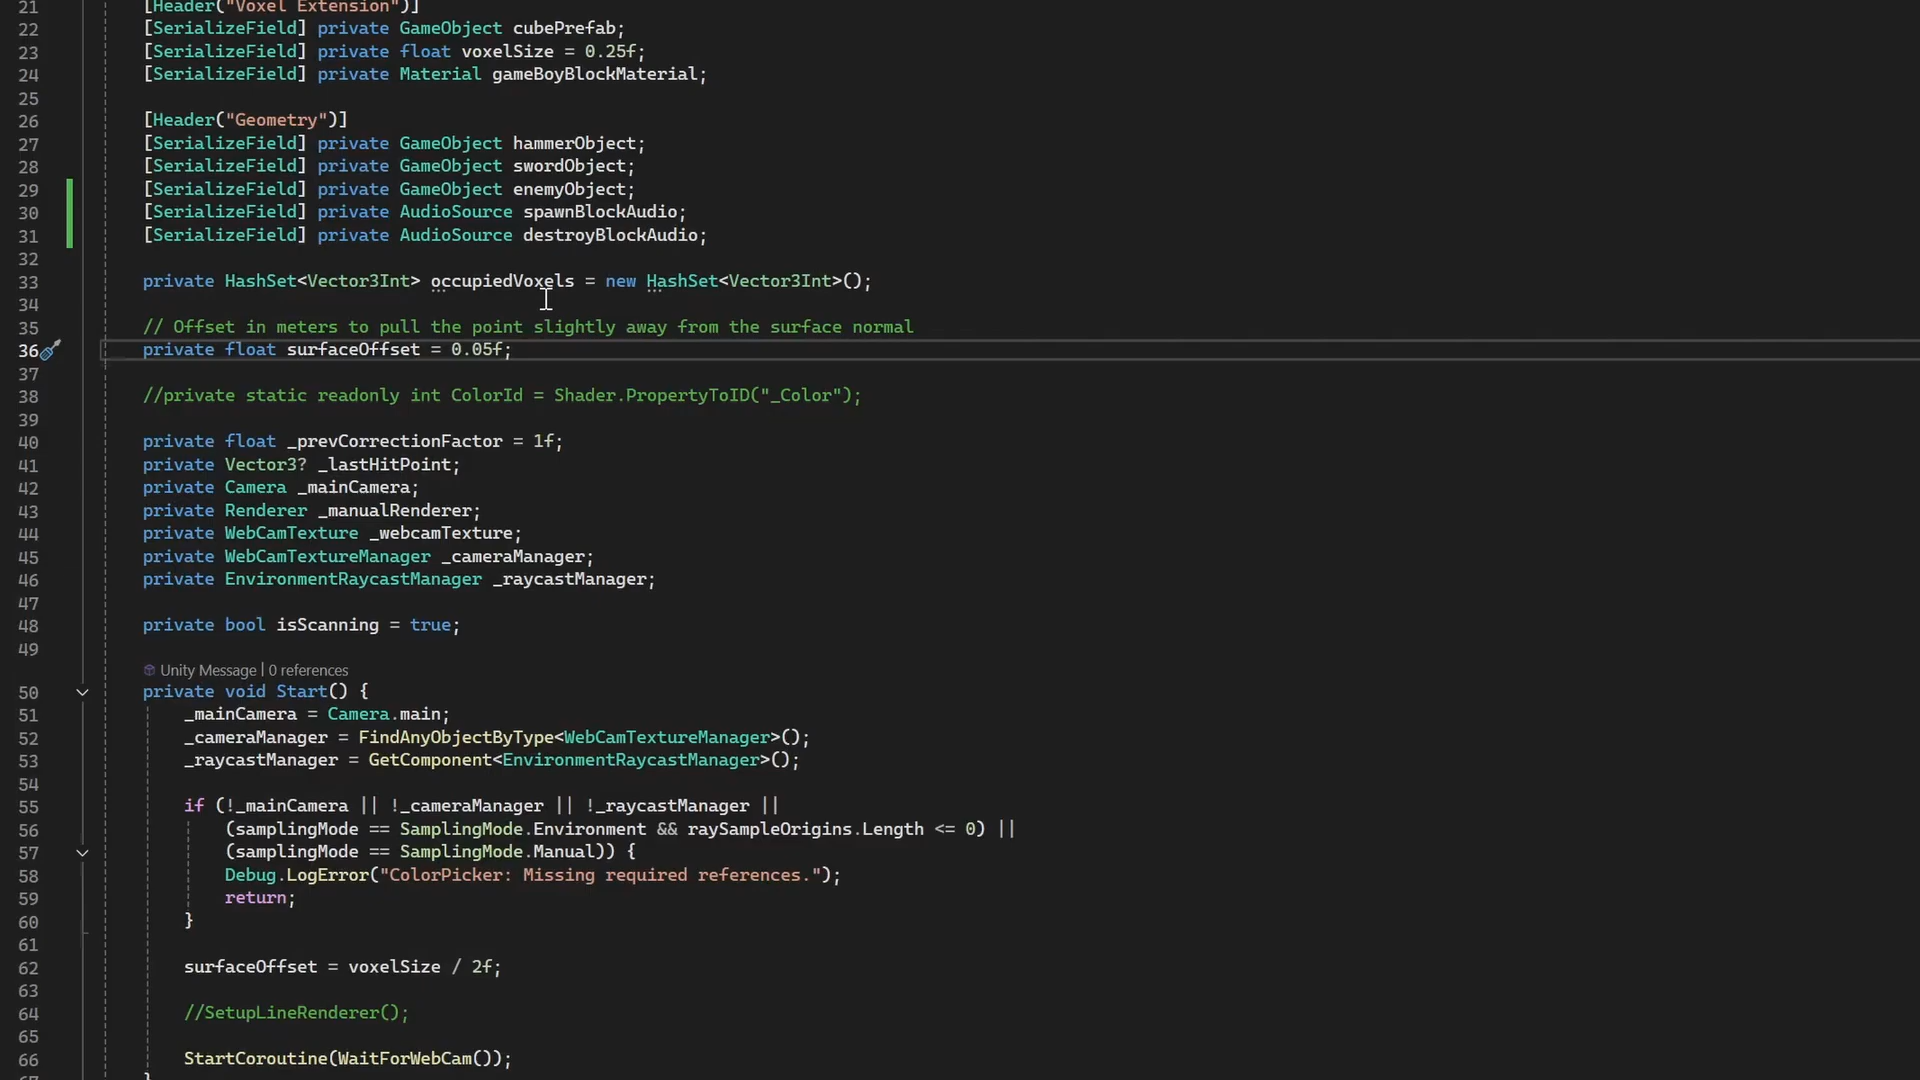 21 [Header("Voxel Extension")]
22 [SerializeField] private GameObject cubePrefab;
23 [SerializeField] private float voxelSize = 0.25f;
24 [SerializeField] private Material gameBoyBlockMaterial;
25
26 [Header("Geometry")]
27 [SerializeField] private GameObject hammerObject;
28 [SerializeField] private GameObject swordObject;
29 [SerializeField] private GameObject enemyObject;
30 [SerializeField] private AudioSource spawnBlockAudio;
31 [SerializeField] private AudioSource destroyBlockAudio;
32
33 private HashSet<Vector3Int> occupiedVoxels = new HashSet<Vector3Int>();
34
35 // Offset in meters to pull the point slightly away from the surface normal
36 private float surfaceOffset = 0.05f;
37
38 //private static readonly int ColorId = Shader.PropertyToID("_Color");
39
40 private float _prevCorrectionFactor = 1f;
41 private Vector3? _lastHitPoint;
42 private Camera _mainCamera;
43 private Renderer _manualRenderer;
44 private WebCamTexture _webcamTexture;
45 private WebCamTextureManager _cameraManager;
46 private EnvironmentRaycastManager _raycastManager;
47
48 private bool isScanning = true;
49
Unity Message | 0 references
50 private void Start() {
51 _mainCamera = Camera.main;
52 _cameraManager = FindAnyObjectByType<WebCamTextureManager>();
53 _raycastManager = GetComponent<EnvironmentRaycastManager>();
54
55 if (!_mainCamera || !_cameraManager || !_raycastManager ||
56 (samplingMode == SamplingMode.Environment && raySampleOrigins.Length <= 0) ||
57 (samplingMode == SamplingMode.Manual)) {
58 Debug.LogError("ColorPicker: Missing required references.");
59 return;
60 }
61
62 surfaceOffset = voxelSize / 2f;
63
64 //SetupLineRenderer();
65
66 StartCoroutine(WaitForWebCam());
67 }